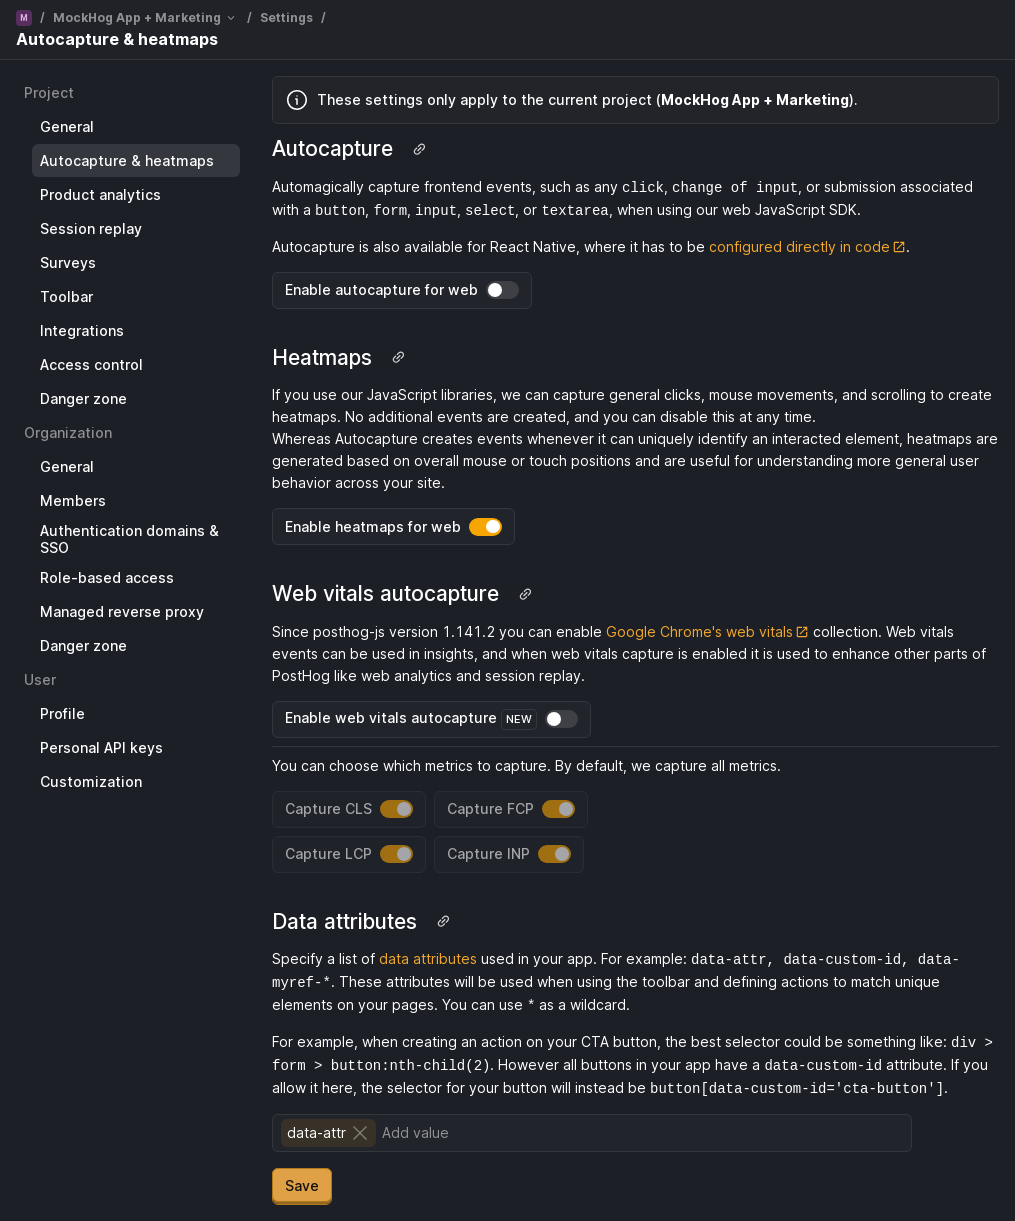 M / MockHog App + Marketing / Settings /
Autocapture & heatmaps
Project
General
Autocapture & heatmaps
Product analytics
Session replay
Surveys
Toolbar
Integrations
Access control
Danger zone
Organization
General
Members
Authentication domains &
SSO
Role-based access
Managed reverse proxy
Danger zone
User
Profile
Personal API keys
Customization
These settings only apply to the current project (MockHog App + Marketing).
Autocapture
Automagically capture frontend events, such as any click, change of input, or submission associated
with a button, form, input, select, or textarea, when using our web JavaScript SDK.
Autocapture is also available for React Native, where it has to be configured directly in code.
Enable autocapture for web
Heatmaps
If you use our JavaScript libraries, we can capture general clicks, mouse movements, and scrolling to create
heatmaps. No additional events are created, and you can disable this at any time.
Whereas Autocapture creates events whenever it can uniquely identify an interacted element, heatmaps are
generated based on overall mouse or touch positions and are useful for understanding more general user
behavior across your site.
Enable heatmaps for web
Web vitals autocapture
Since posthog-js version 1.141.2 you can enable Google Chrome's web vitals collection. Web vitals
events can be used in insights, and when web vitals capture is enabled it is used to enhance other parts of
PostHog like web analytics and session replay.
Enable web vitals autocapture NEW
You can choose which metrics to capture. By default, we capture all metrics.
Capture CLS Capture FCP
Capture LCP Capture INP
Data attributes
Specify a list of data attributes used in your app. For example: data-attr, data-custom-id, data-
myref-*. These attributes will be used when using the toolbar and defining actions to match unique
elements on your pages. You can use * as a wildcard.
For example, when creating an action on your CTA button, the best selector could be something like: div >
form > button:nth-child(2). However all buttons in your app have a data-custom-id attribute. If you
allow it here, the selector for your button will instead be button[data-custom-id='cta-button'].
data-attr Add value
Save